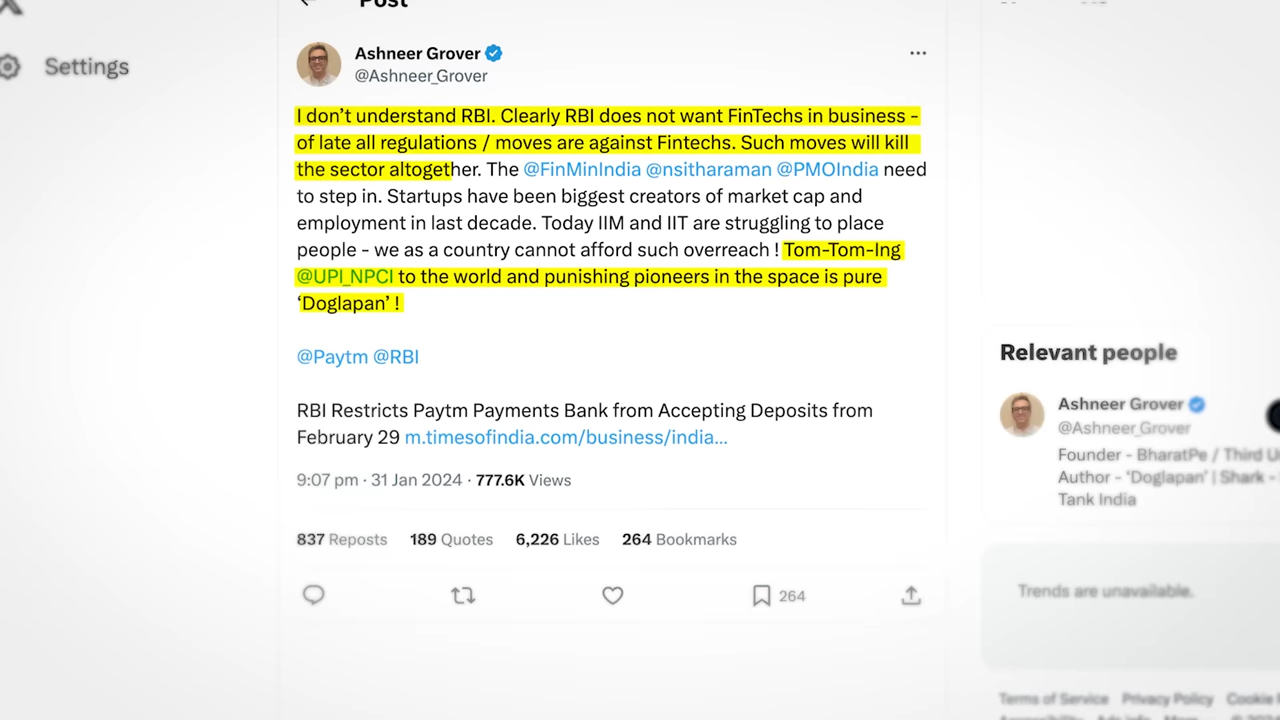 Post
Settings
Ashneer Grover
@Ashneer_Grover
I don't understand RBI. Clearly RBI does not want FinTechs in business -
of late all regulations / moves are against Fintechs. Such moves will kill
the sector altogether. The @FinMinIndia @nsitharaman @PMOIndia need
to step in. Startups have been biggest creators of market cap and
employment in last decade. Today IIM and IIT are struggling to place
people - we as a country cannot afford such overreach ! Tom-Tom-Ing
@UPI_NPCI to the world and punishing pioneers in the space is pure
‘Doglapan’ !
@Paytm @RBI
RBI Restricts Paytm Payments Bank from Accepting Deposits from
February 29 m.timesofindia.com/business/india...
9:07 pm · 31 Jan 2024 · 777.6K Views
837 Reposts 189 Quotes 6,226 Likes 264 Bookmarks
264
Relevant people
Ashneer Grover
@Ashneer_Grover
Founder - BharatPe / Third
Author - ‘Doglapan’ | Shark -
Tank India
Trends are unavailable.
Terms of Service Privacy Policy Cookie